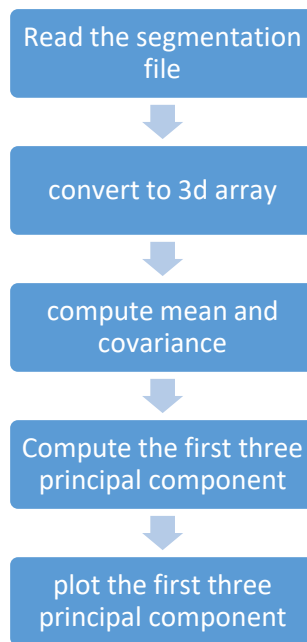 Read the segmentation
file
convert to 3d array
compute mean and
covariance
Compute the first three
principal component
plot the first three
principal component